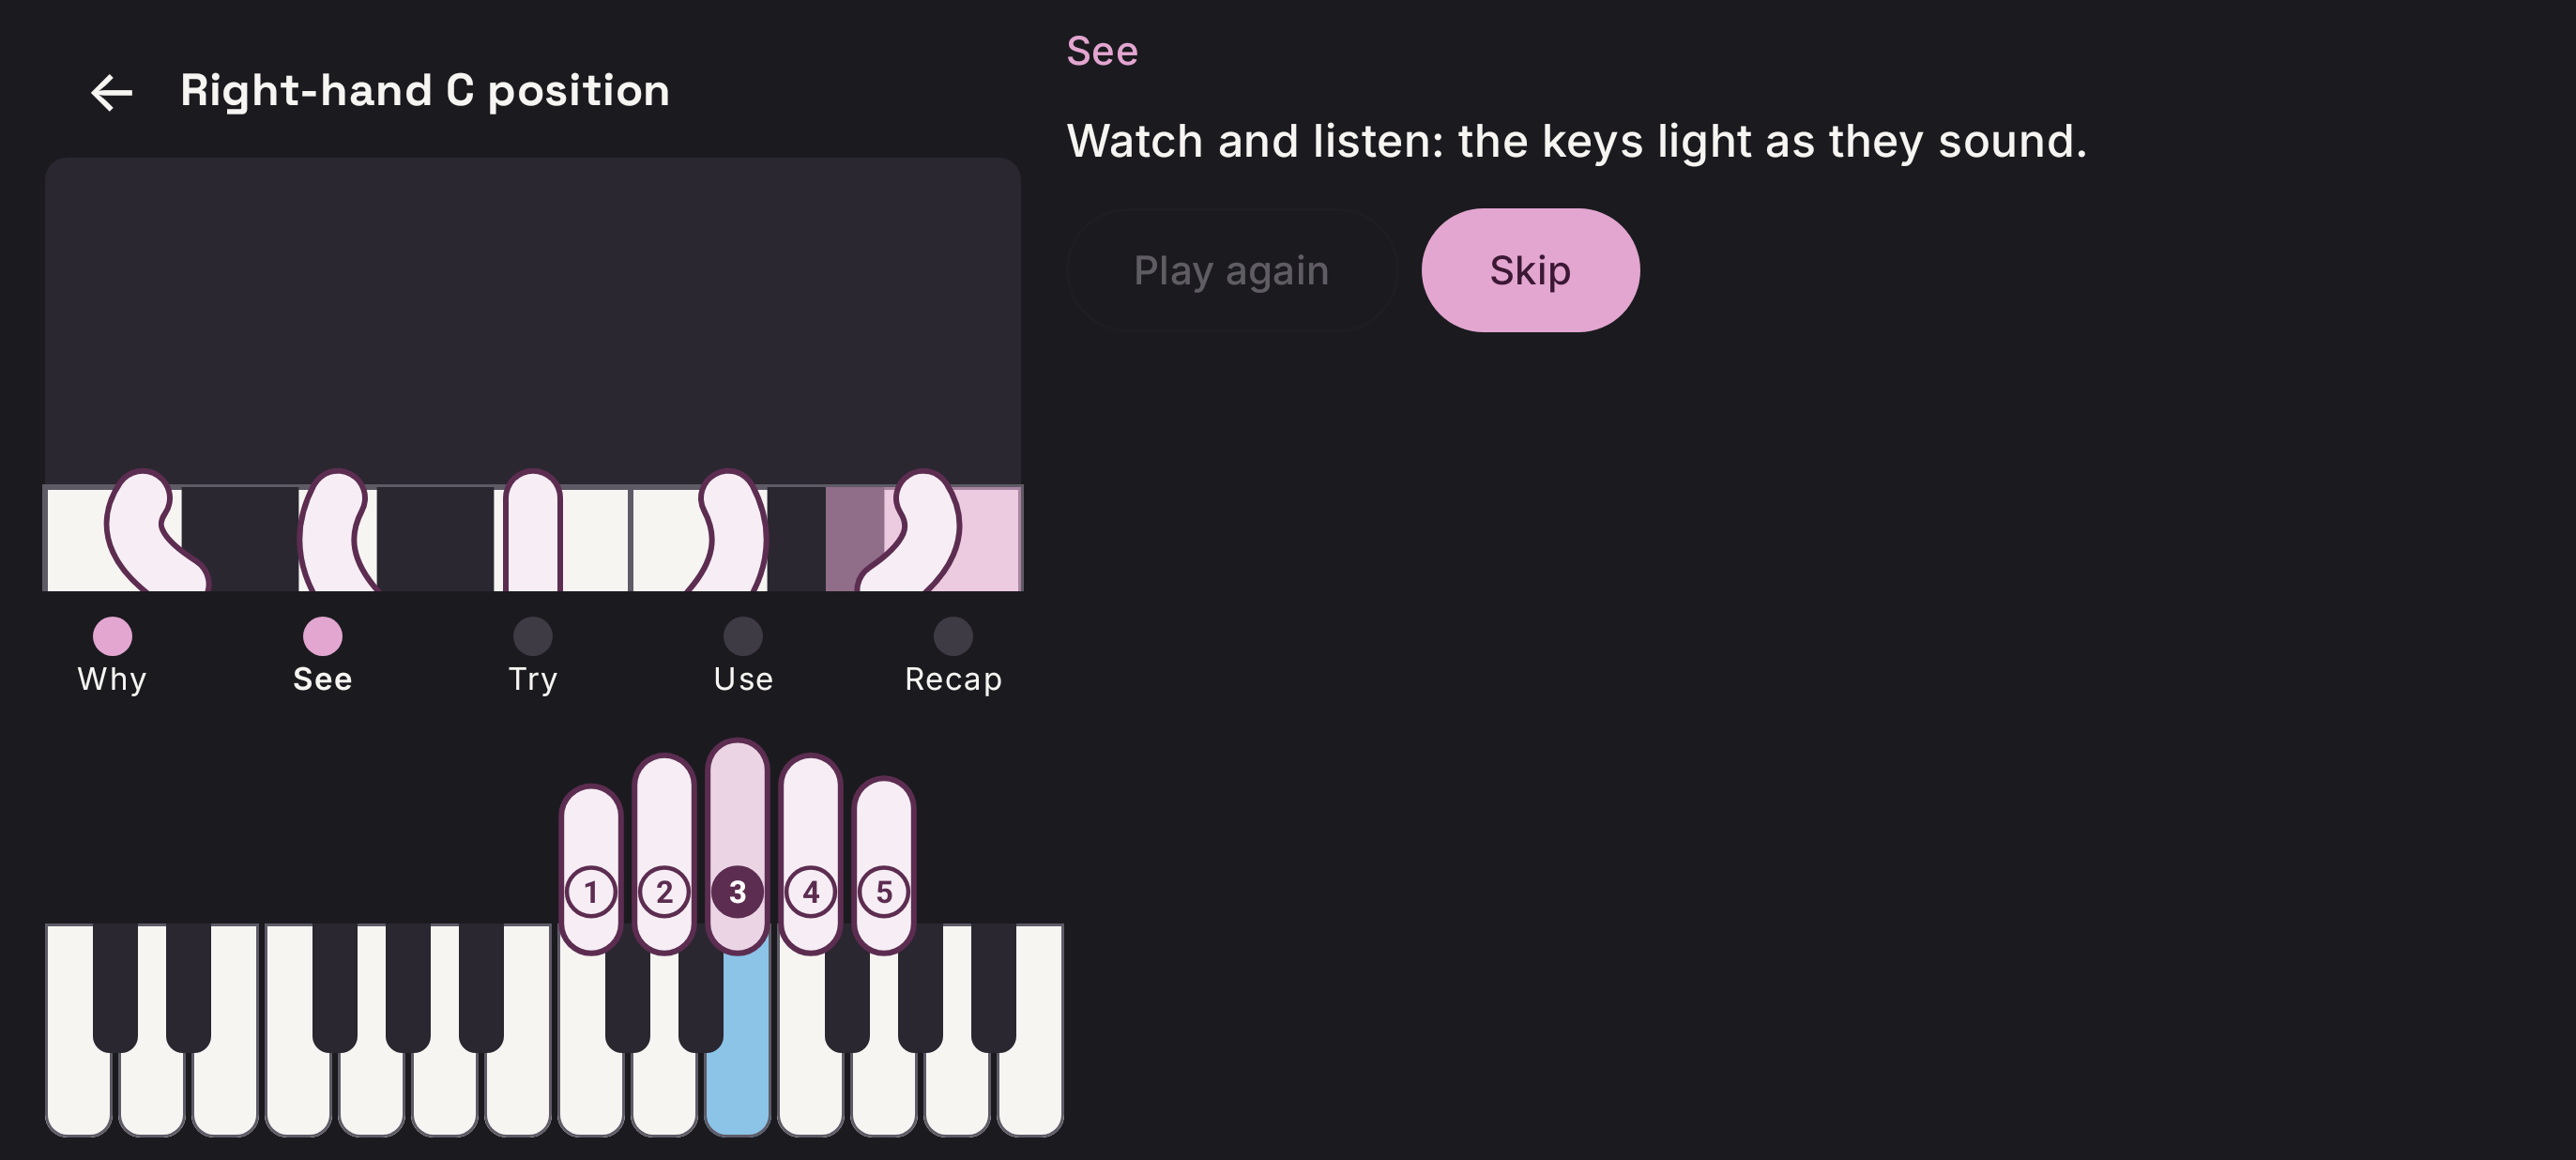 Right-hand C position
See
Watch and listen: the keys light as they sound.
Play again
Skip
Why
See
Try
Use
Recap
1
2
3
4
5